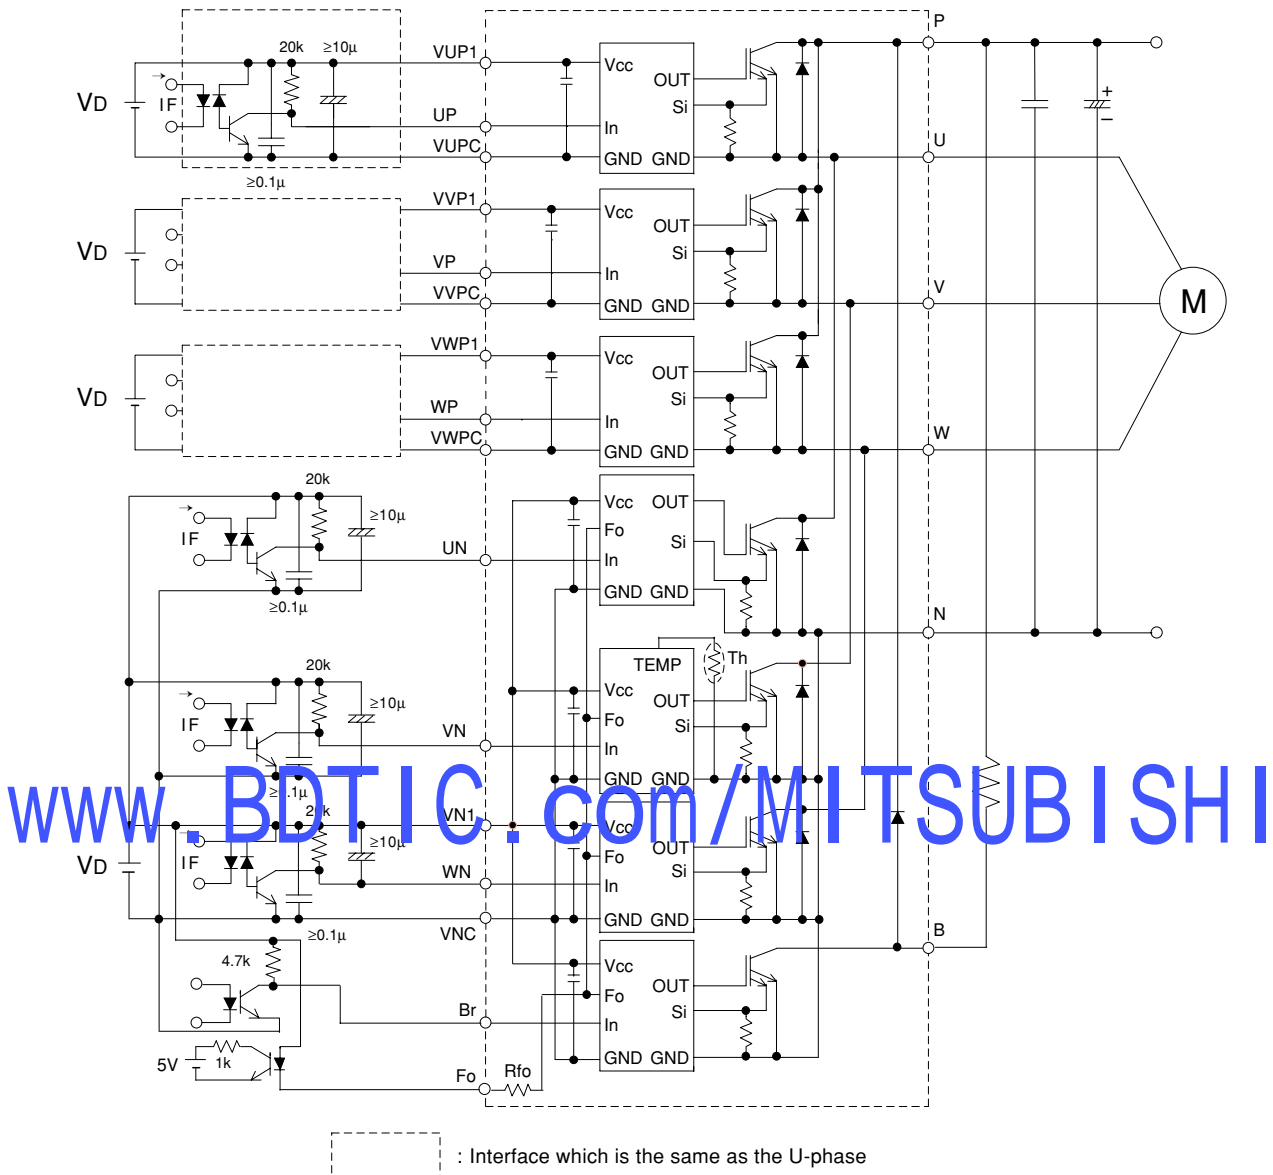 P
20k ≥10µ
VUP1
Vcc
OUT
VD
IF
Si
+
–
UP
In
U
VUPC
GND GND
≥0.1µ
VVP1
Vcc
OUT
VD
Si
VP
In
V
VVPC
GND GND
M
VWP1
Vcc
OUT
VD
Si
WP
In
W
VWPC
GND GND
20k
≥10µ
Vcc OUT
Fo
IF
Si
UN
In
≥0.1µ
GND GND
N
20k
TEMP
Th
≥10µ
Vcc
OUT
IF
Fo
Si
VN
In
GND GND
≥0.1µ
www.BDTIC.com/MITSUBISHI
VN1
20k
Vcc
≥10µ
OUT
IF
Fo
VD
Si
WN
In
GND GND
VNC
≥0.1µ
B
4.7k
Vcc
OUT
Fo
Br
Si
In
5V
1k
GND GND
Fo
Rfo
: Interface which is the same as the U-phase